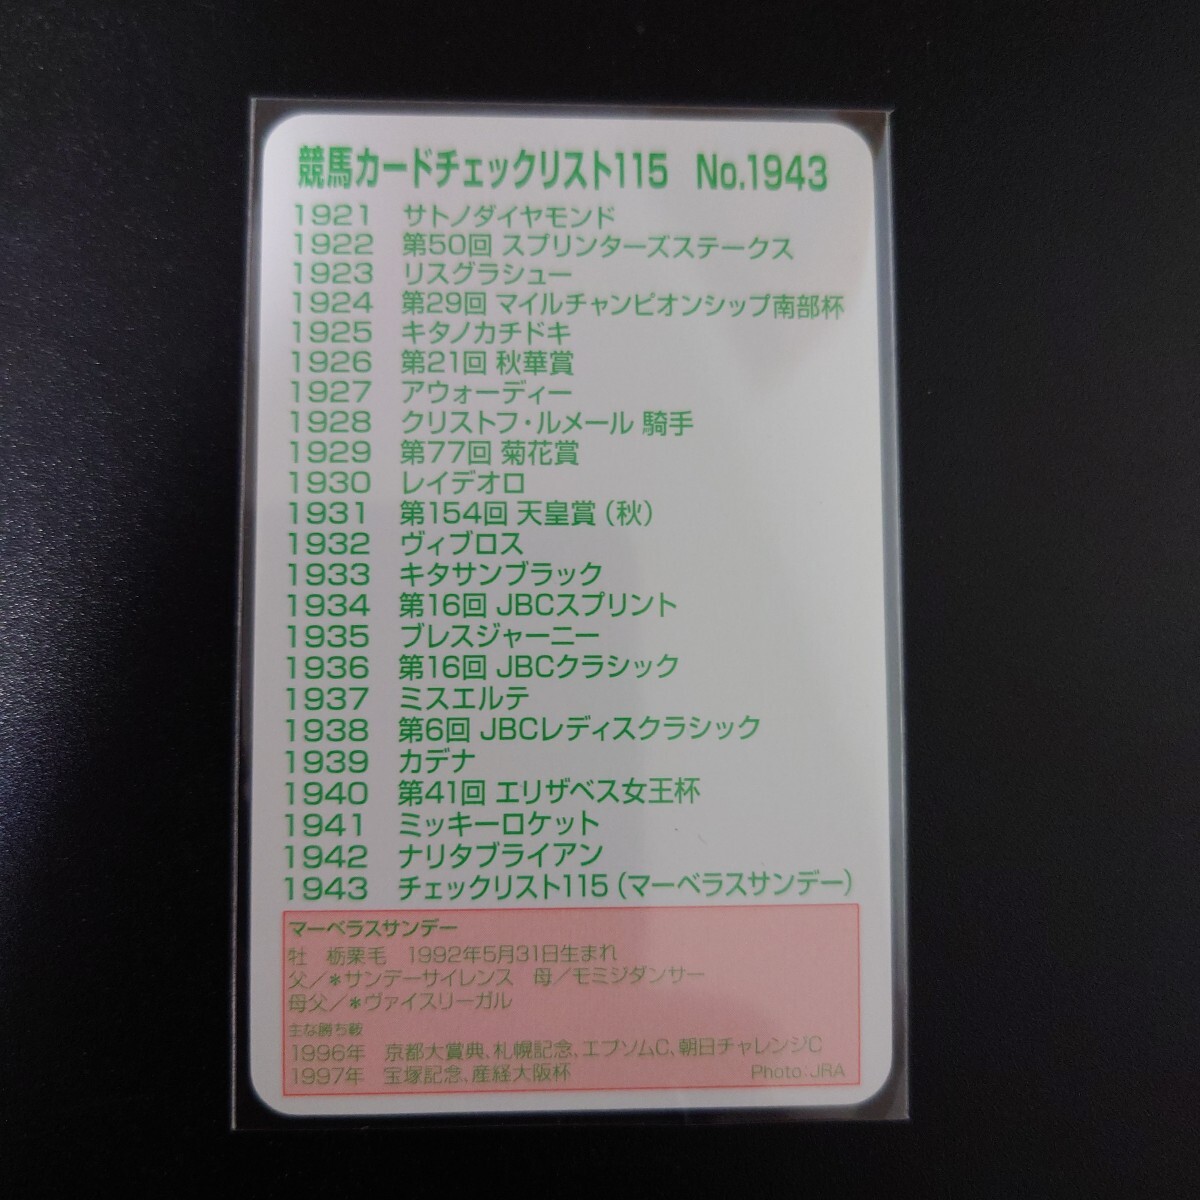 競馬カードチェックリスト115 No.1943
1921 サトノダイヤモンド
1922 第50回 スプリンターズステークス
1923 リスグラシュー
1924 第29回 マイルチャンピオンシップ南部杯
1925 キタノカチドキ
1926 第21回 秋華賞
1927 アウォーディー
1928 クリストフ・ルメール 騎手
1929 第77回 菊花賞
1930 レイデオロ
1931 第154回 天皇賞(秋)
1932 ヴィブロス
1933 キタサンブラック
1934 第16回 JBCスプリント
1935 ブレスジャーニー
1936 第16回 JBCクラシック
1937 ミスエルテ
1938 第6回 JBCレディスクラシック
1939 カデナ
1940 第41回 エリザベス女王杯
1941 ミッキーロケット
1942 ナリタブライアン
1943 チェックリスト115(マーベラスサンデー)
マーベラスサンデー
牡 栃栗毛 1992年5月31日生まれ
父/*サンデーサイレンス 母/モミジダンサー
母父/*ヴァイスリーガル
主な勝ち鞍
1996年 京都大賞典、札幌記念、エプソムC、朝日チャレンジC
1997年 宝塚記念、産経大阪杯 Photo:JRA